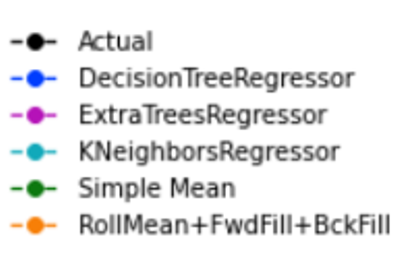 Actual
DecisionTreeRegressor
ExtraTreesRegressor
KNeighborsRegressor
Simple Mean
RollMean+FwdFill+BckFill